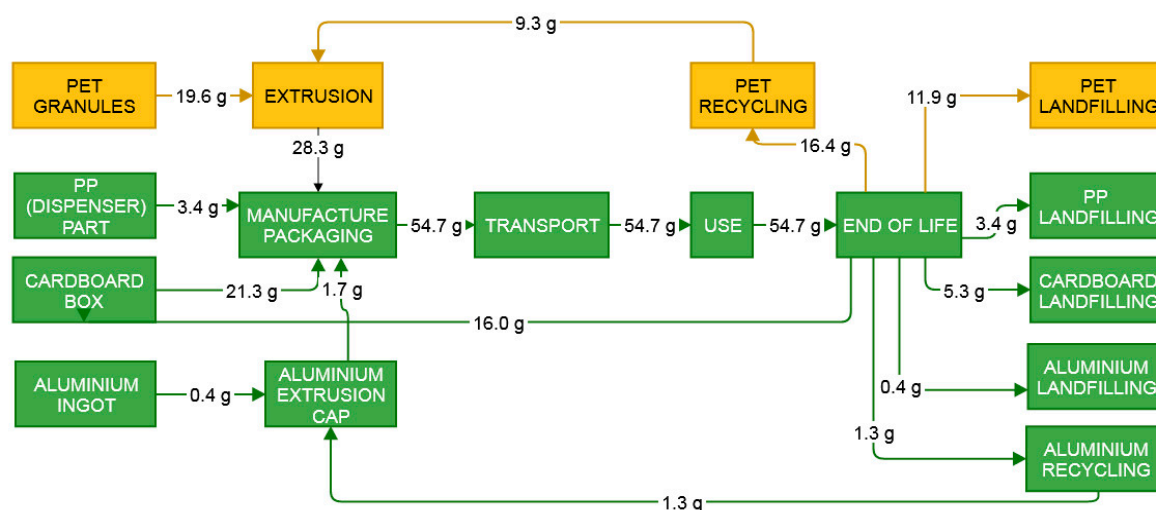 9.3 g
PET
GRANULES
19.6 g
EXTRUSION
PET
RECYCLING
11.9 g
PET
LANDFILLING
28.3 g
16.4 g
PP
(DISPENSER)
PART
3.4 g
MANUFACTURE
PACKAGING
54.7 g
TRANSPORT
54.7 g
USE
54.7 g
END OF LIFE
3.4 g
PP
LANDFILLING
CARDBOARD
BOX
21.3 g
1.7 g
5.3 g
CARDBOARD
LANDFILLING
16.0 g
ALUMINIUM
INGOT
0.4 g
ALUMINIUM
EXTRUSION
CAP
0.4 g
ALUMINIUM
LANDFILLING
1.3 g
ALUMINIUM
RECYCLING
1.3 g